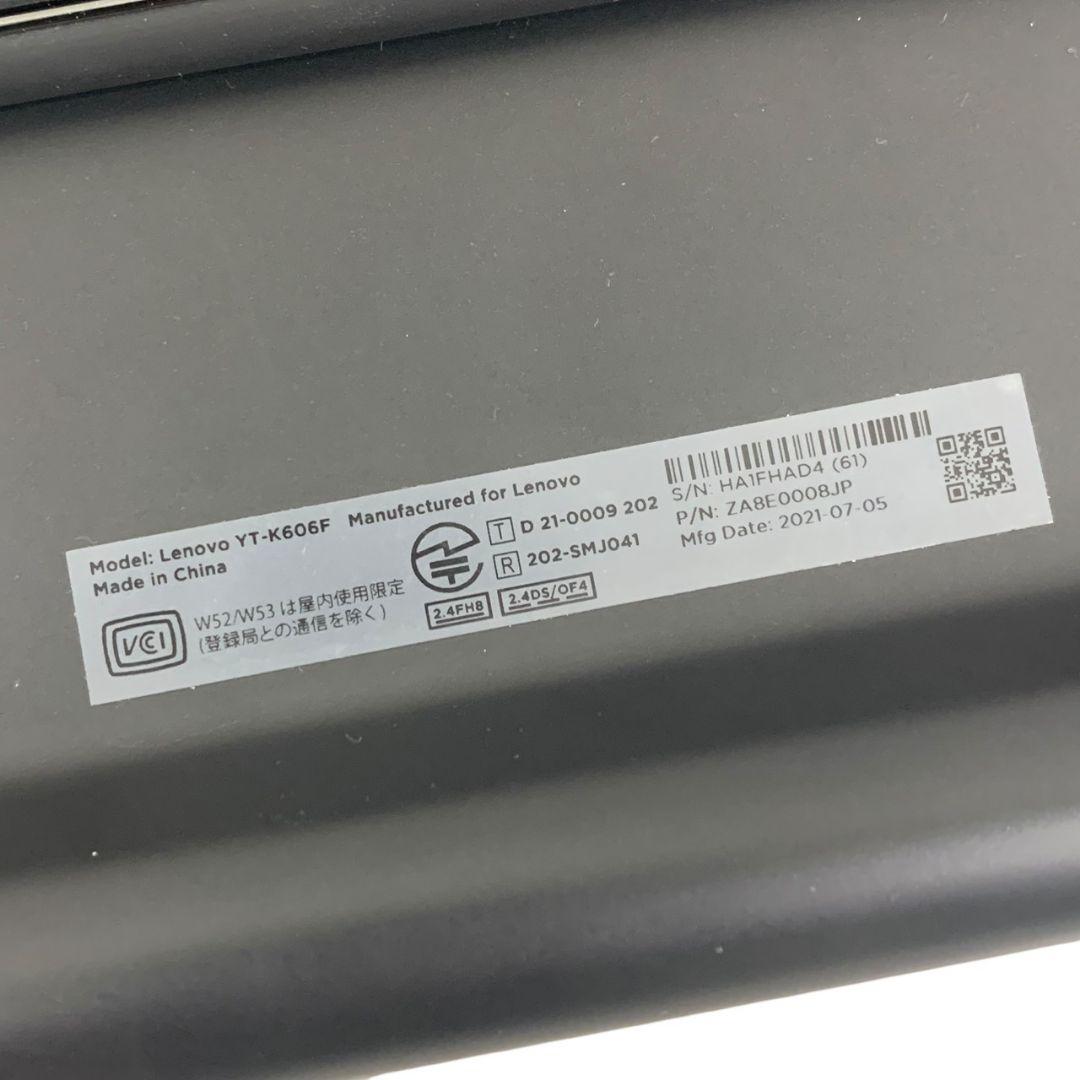 Model: Lenovo YT-K606F Manufactured for Lenovo
Made in China
VCCI
W52/W53 は屋内使用限定
(登録局との通信を除く)
T D 21-0009 202
R 202-SMJ041
2.4FH8 2.4DS/OF4
S/N: HA1FHAD4 (61)
P/N: ZA8E0008JP
Mfg Date: 2021-07-05